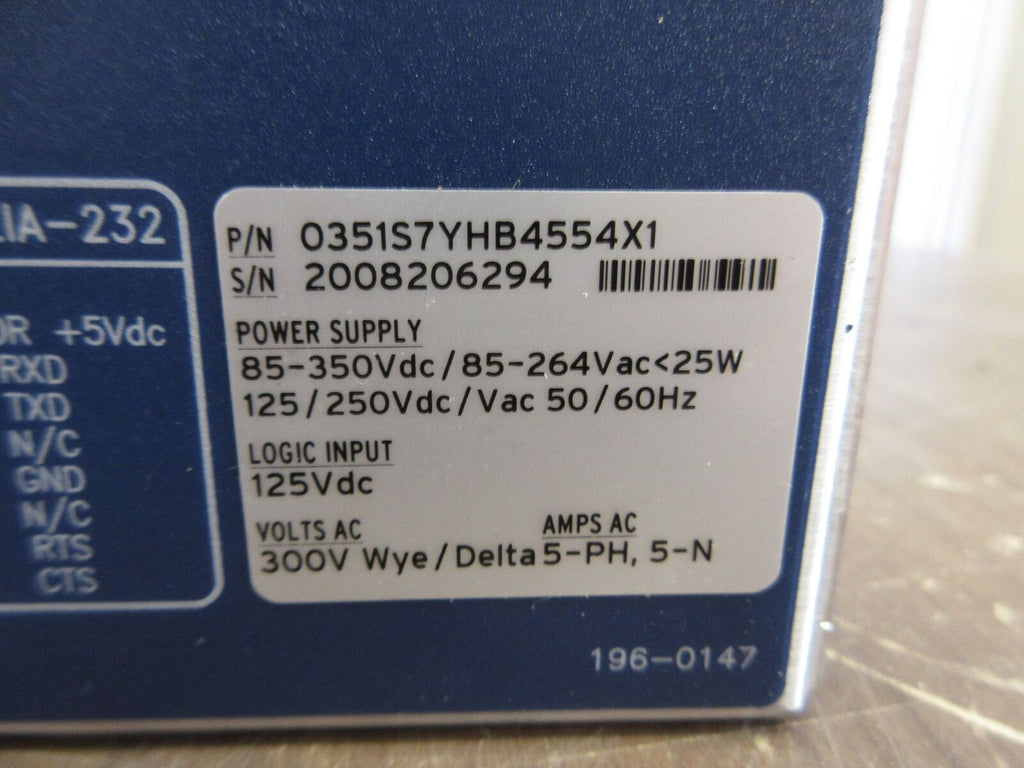 EIA-232
+5Vdc
RXD
TXD
N/C
GND
N/C
RTS
CTS
P/N 0351S7YHB4554X1
S/N 2008206294
POWER SUPPLY
85-350Vdc/85-264Vac<25W
125/250Vdc/Vac 50/60Hz
LOGIC INPUT
125Vdc
VOLTS AC AMPS AC
300V Wye/Delta 5-PH, 5-N
196-0147